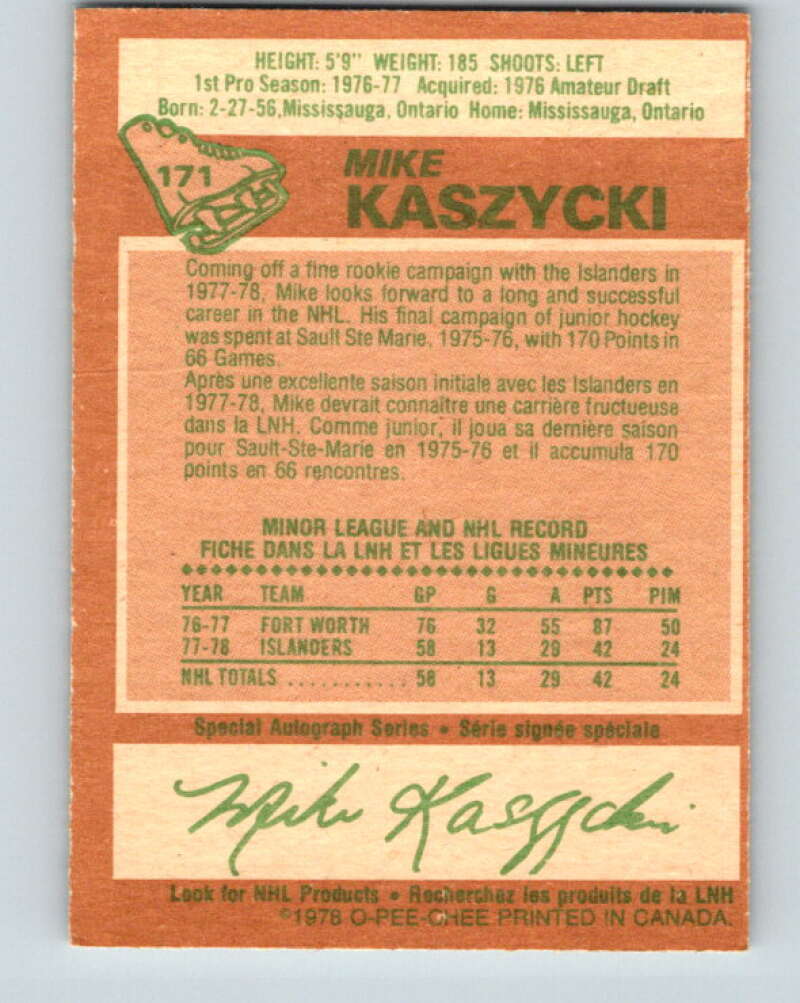 HEIGHT: 5'9" WEIGHT: 185 SHOOTS: LEFT
1st Pro Season: 1976-77 Acquired: 1976 Amateur Draft
Born: 2-27-56, Mississauga, Ontario Home: Mississauga, Ontario
171
MIKE
KASZYCKI
Coming off a fine rookie campaign with the Islanders in
1977-78, Mike looks forward to a long and successful
career in the NHL. His final campaign of junior hockey
was spent at Sault Ste Marie, 1975-76, with 170 Points in
66 Games.
Après une excellente saison initiale avec les Islanders en
1977-78, Mike devrait connaître une carrière fructueuse
dans la LNH. Comme junior, il joua sa dernière saison
pour Sault-Ste-Marie en 1975-76 et il accumula 170
points en 66 rencontres.
MINOR LEAGUE AND NHL RECORD
FICHE DANS LA LNH ET LES LIGUES MINEURES
YEAR TEAM GP G A PTS PIM
76-77 FORT WORTH 76 32 55 87 50
77-78 ISLANDERS 58 13 29 42 24
NHL TOTALS ............ 58 13 29 42 24
Special Autograph Series • Série signée spéciale
Mike Kaszycki
Look for NHL Products • Recherchez les produits de la LNH
©1978 O-PEE-CHEE PRINTED IN CANADA.